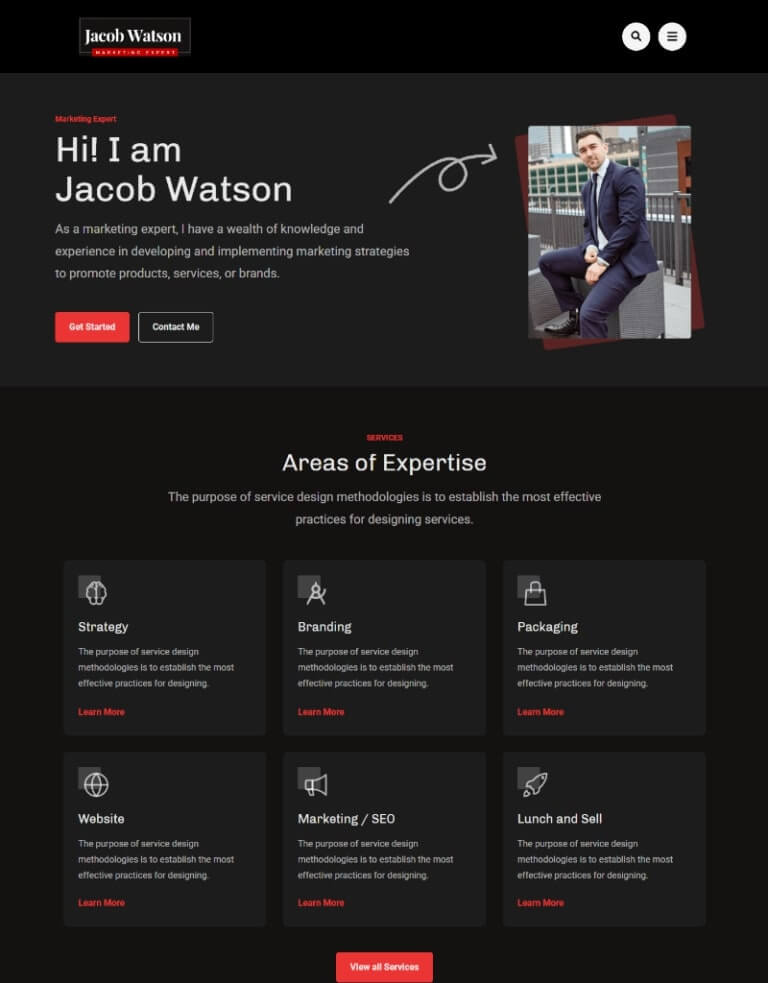 Jacob Watson
MARKETING EXPERT
Marketing Expert
Hi! I am
Jacob Watson
As a marketing expert, I have a wealth of knowledge and
experience in developing and implementing marketing strategies
to promote products, services, or brands.
Get Started
Contact Me
SERVICES
Areas of Expertise
The purpose of service design methodologies is to establish the most effective
practices for designing services.
Strategy
The purpose of service design
methodologies is to establish the most
effective practices for designing.
Learn More
Branding
The purpose of service design
methodologies is to establish the most
effective practices for designing.
Learn More
Packaging
The purpose of service design
methodologies is to establish the most
effective practices for designing.
Learn More
Website
The purpose of service design
methodologies is to establish the most
effective practices for designing.
Learn More
Marketing / SEO
The purpose of service design
methodologies is to establish the most
effective practices for designing.
Learn More
Lunch and Sell
The purpose of service design
methodologies is to establish the most
effective practices for designing.
Learn More
View all Services